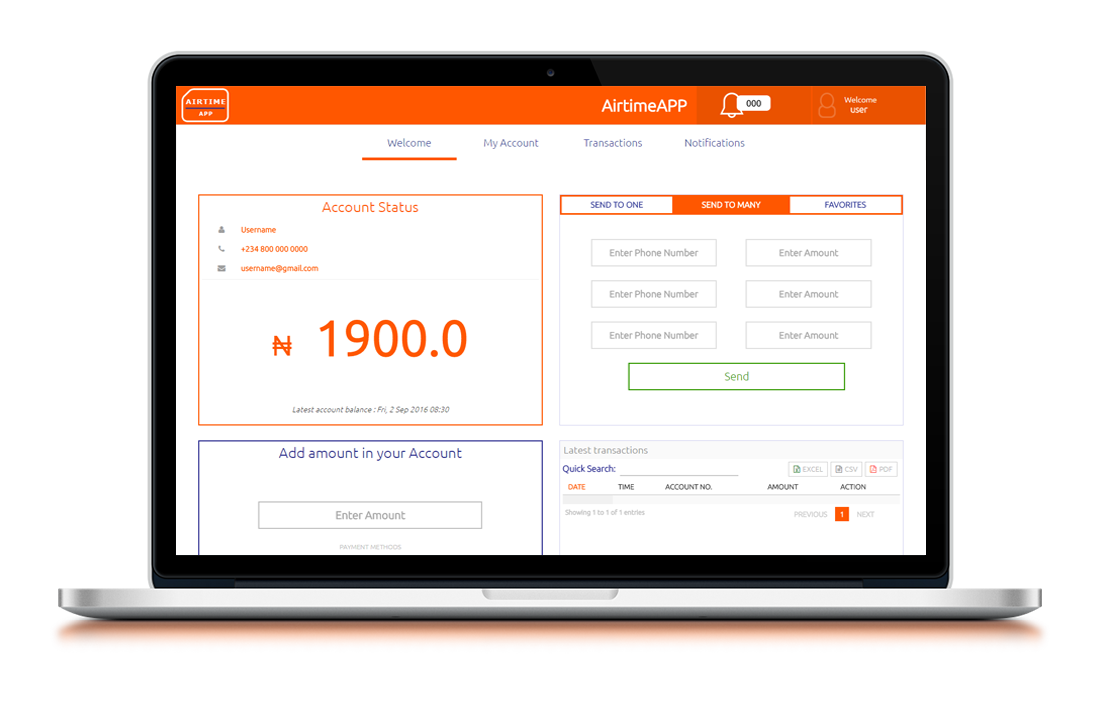 AIRTIME
APP
AirtimeAPP
000
Welcome
user
Welcome My Account Transactions Notifications
Account Status
Username
+234 800 000 0000
username@gmail.com
₦ 1900.0
Latest account balance : Fri, 2 Sep 2016 08:30
SEND TO ONE SEND TO MANY FAVORITES
Enter Phone Number Enter Amount
Enter Phone Number Enter Amount
Enter Phone Number Enter Amount
Send
Add amount in your Account
Enter Amount
PAYMENT METHODS
Latest transactions
Quick Search: EXCEL CSV PDF
DATE TIME ACCOUNT NO. AMOUNT ACTION
Showing 1 to 1 of 1 entries PREVIOUS 1 NEXT